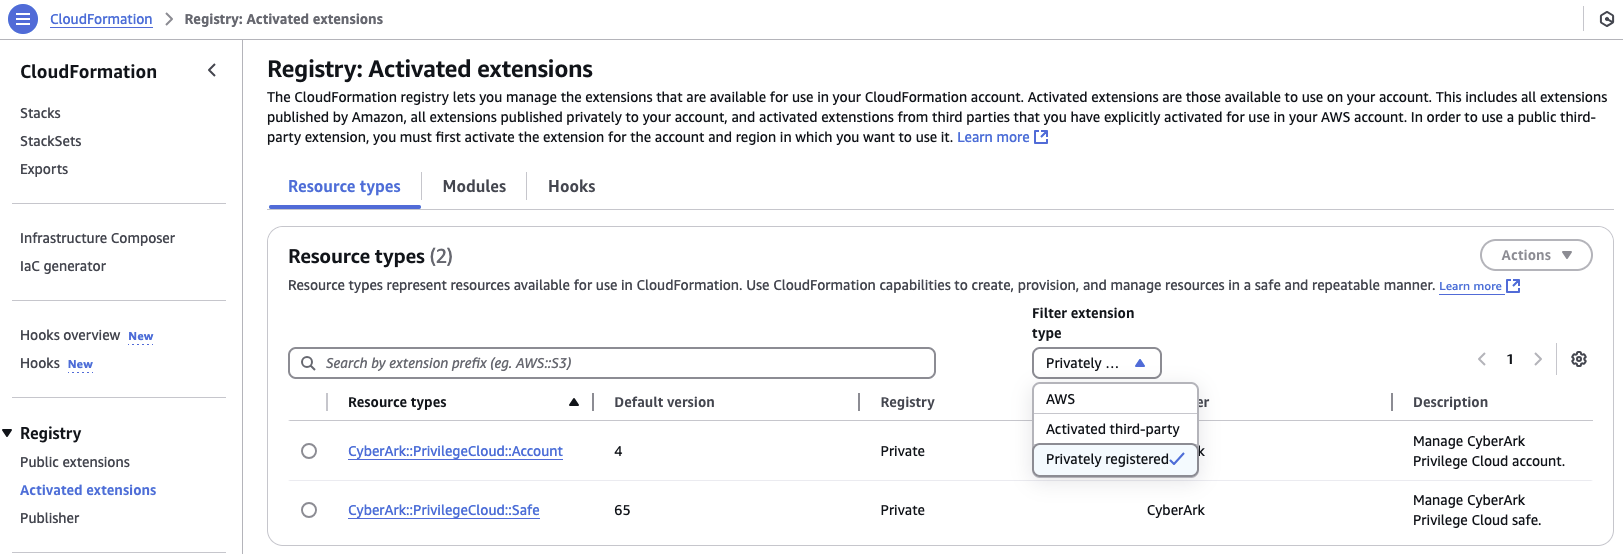 CloudFormation > Registry: Activated extensions
CloudFormation
Stacks
StackSets
Exports
Infrastructure Composer
IaC generator
Hooks overview New
Hooks New
Registry
Public extensions
Activated extensions
Publisher
Registry: Activated extensions
The CloudFormation registry lets you manage the extensions that are available for use in your CloudFormation account. Activated extensions are those available to use on your account. This includes all extensions
published by Amazon, all extensions published privately to your account, and activated extenstions from third parties that you have explicitly activated for use in your AWS account. In order to use a public third-
party extension, you must first activate the extension for the account and region in which you want to use it. Learn more
Resource types Modules Hooks
Resource types (2)
Actions
Resource types represent resources available for use in CloudFormation. Use CloudFormation capabilities to create, provision, and manage resources in a safe and repeatable manner. Learn more
Filter extension
type
Search by extension prefix (eg. AWS::S3)
Privately ...
1
AWS
Activated third-party
Privately registered
Resource types Default version Registry er Description
CyberArk::PrivilegeCloud::Account 4 Private k Manage CyberArk
Privilege Cloud account.
CyberArk::PrivilegeCloud::Safe 65 Private CyberArk Manage CyberArk
Privilege Cloud safe.